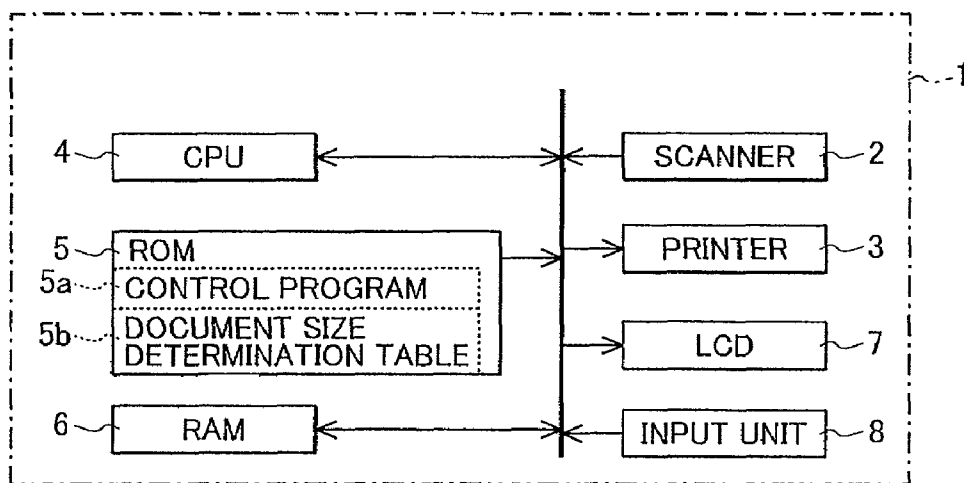 1
4 CPU
SCANNER 2
5 ROM
PRINTER 3
5a CONTROL PROGRAM
5b DOCUMENT SIZE
DETERMINATION TABLE
LCD 7
6 RAM
INPUT UNIT 8